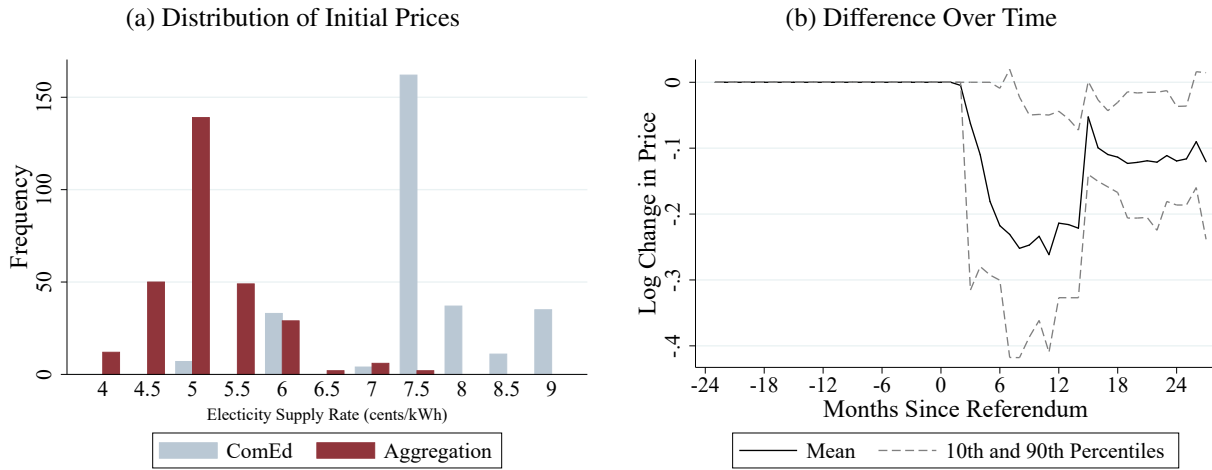 (a) Distribution of Initial Prices
150
100
50
0
Frequency
4 4.5 5 5.5 6 6.5 7 7.5 8 8.5 9
Electicity Supply Rate (cents/kWh)
ComEd Aggregation
(b) Difference Over Time
0
-.1
-.2
-.3
-.4
Log Change in Price
-24 -18 -12 -6 0 6 12 18 24
Months Since Referendum
Mean 10th and 90th Percentiles